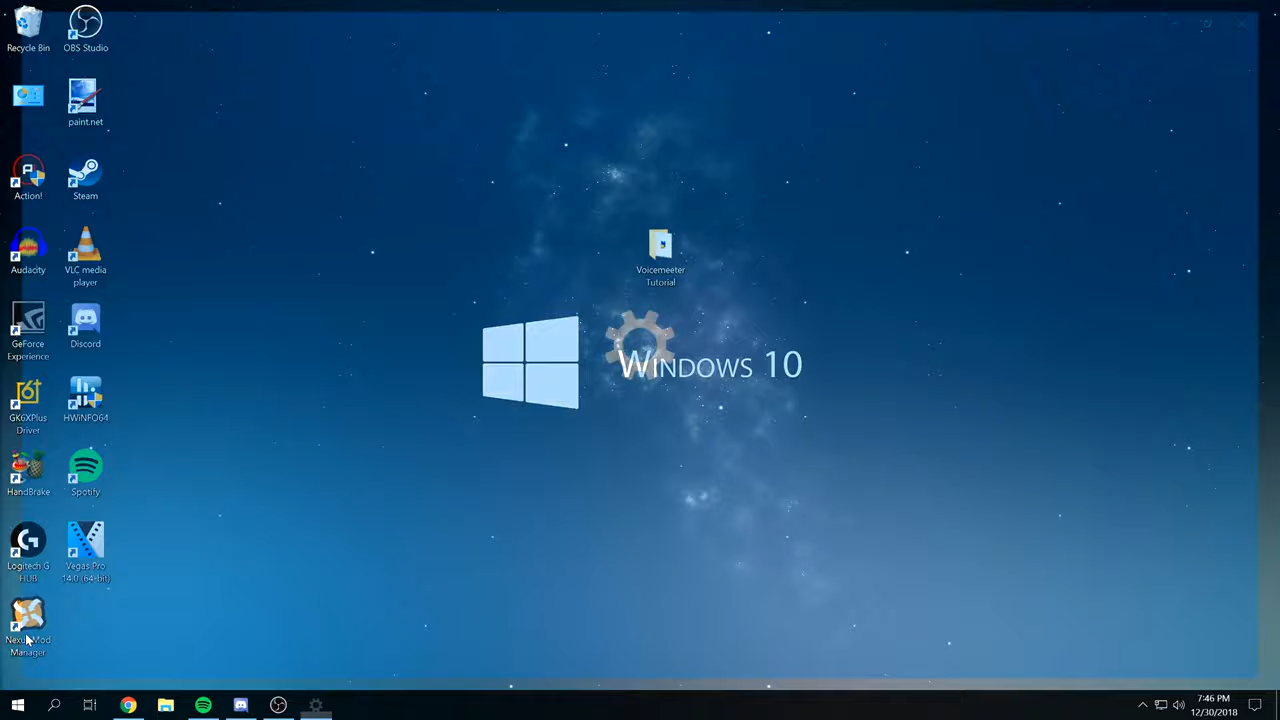 Recycle Bin
OBS Studio
paint.net
Action!
Steam
Audacity
VLC media
player
GeForce
Experience
Discord
GK6XPlus
Driver
HWiNFO64
HandBrake
Spotify
Logitech G
HUB
Vegas Pro
14.0 (64-bit)
Nexus Mod
Manager
Voicemeeter
Tutorial
WINDOWS 10
7:46 PM
12/30/2018